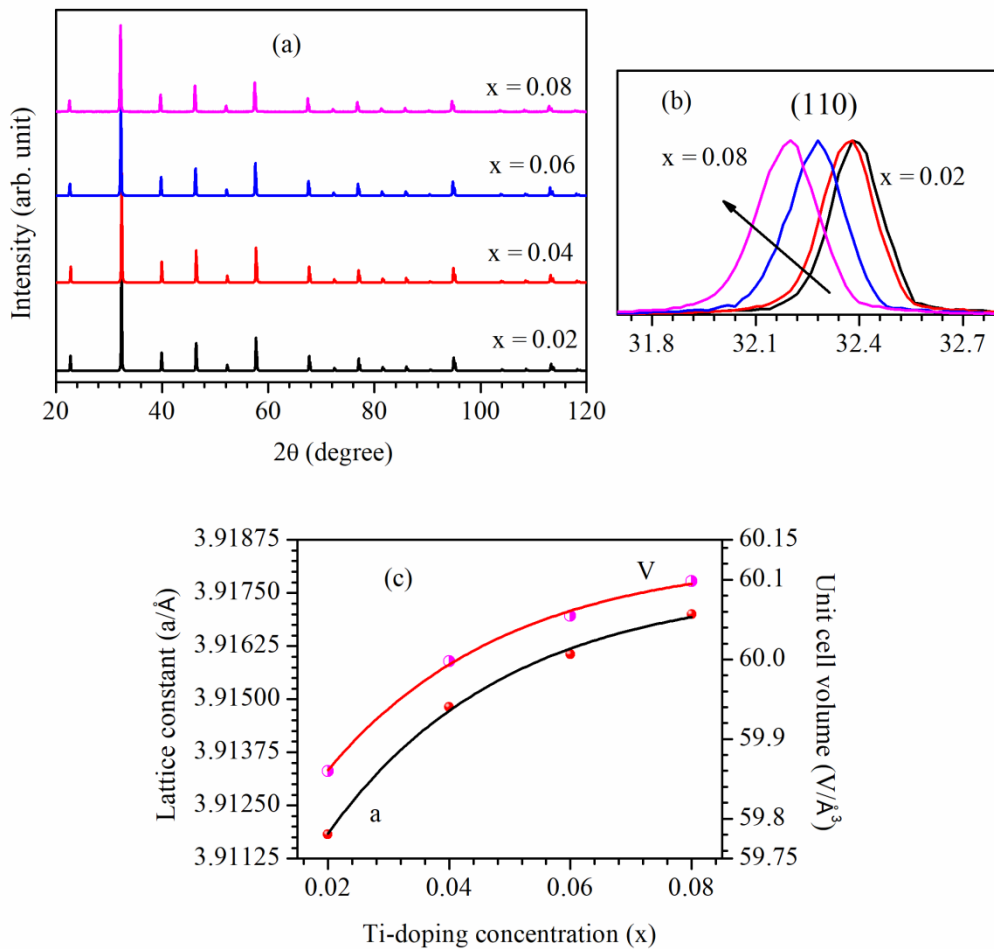 (a)
x = 0.08
x = 0.06
x = 0.04
x = 0.02
Intensity (arb. unit)
20 40 60 80 100 120
2θ (degree)
(b)
(110)
x = 0.08
x = 0.02
31.8 32.1 32.4 32.7
(c)
V
a
3.91875
3.91750
3.91625
3.91500
3.91375
3.91250
3.91125
Lattice constant (a/Å)
60.15
60.1
60.0
59.9
59.8
59.75
Unit cell volume (V/Å³)
0.02 0.04 0.06 0.08
Ti-doping concentration (x)